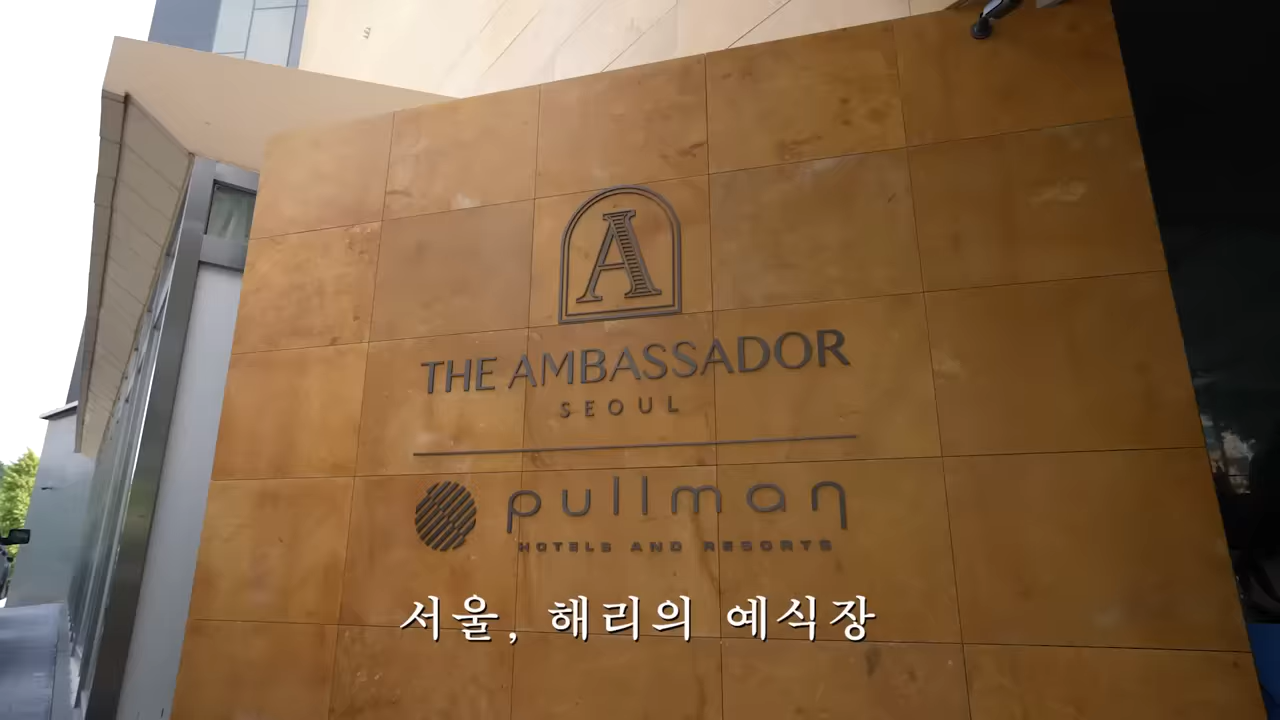 A
THE AMBASSADOR
SEOUL
pullman
HOTELS AND RESORTS
서울, 해리의 예식장